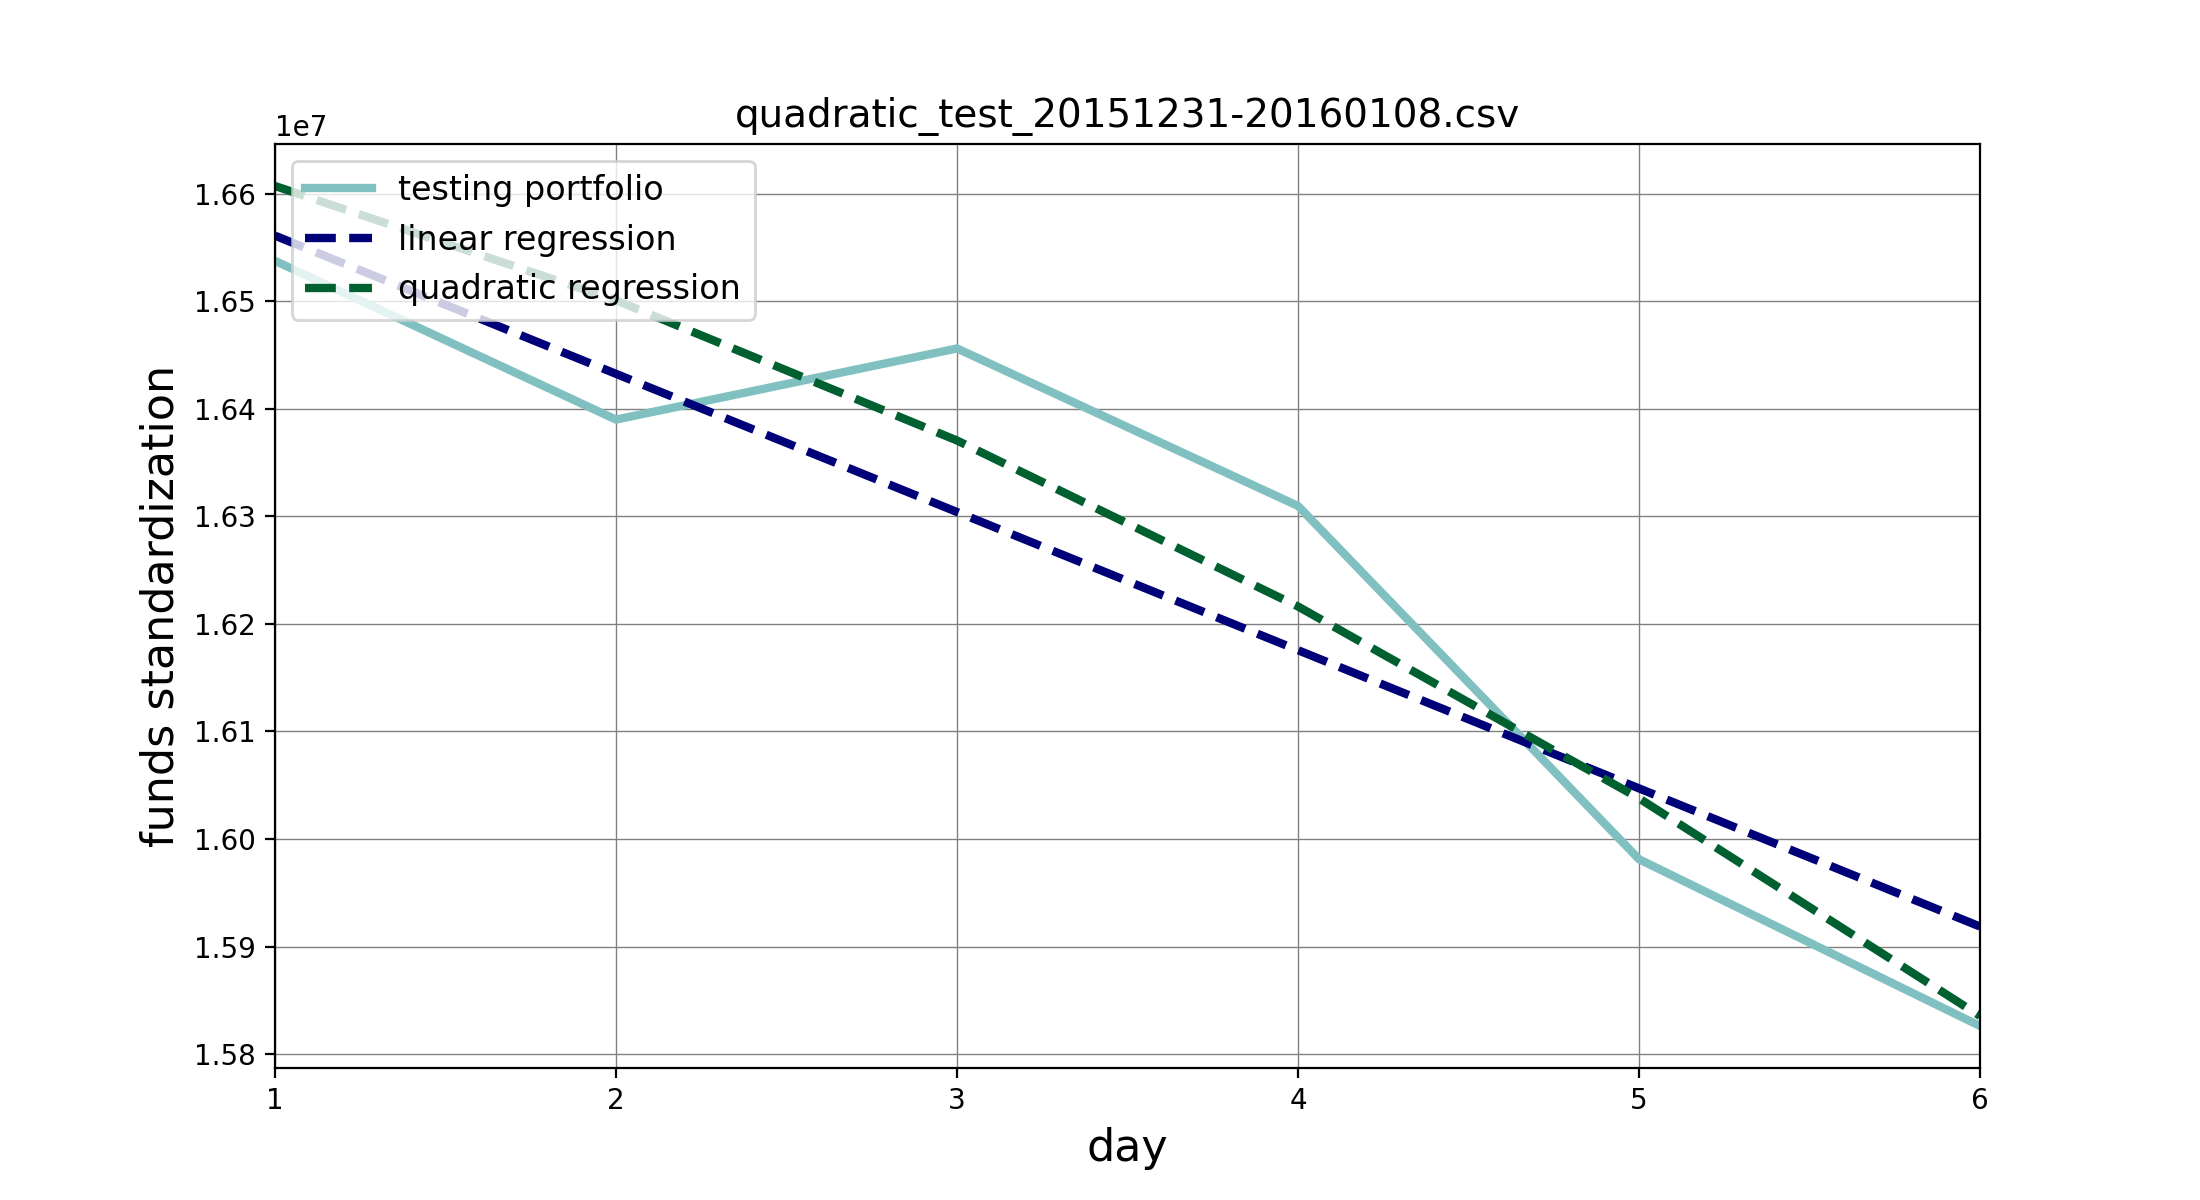 quadratic_test_20151231-20160108.csv
1e7
testing portfolio
linear regression
quadratic regression
1.66
1.65
1.64
1.63
1.62
1.61
1.60
1.59
1.58
funds standardization
1 2 3 4 5 6
day